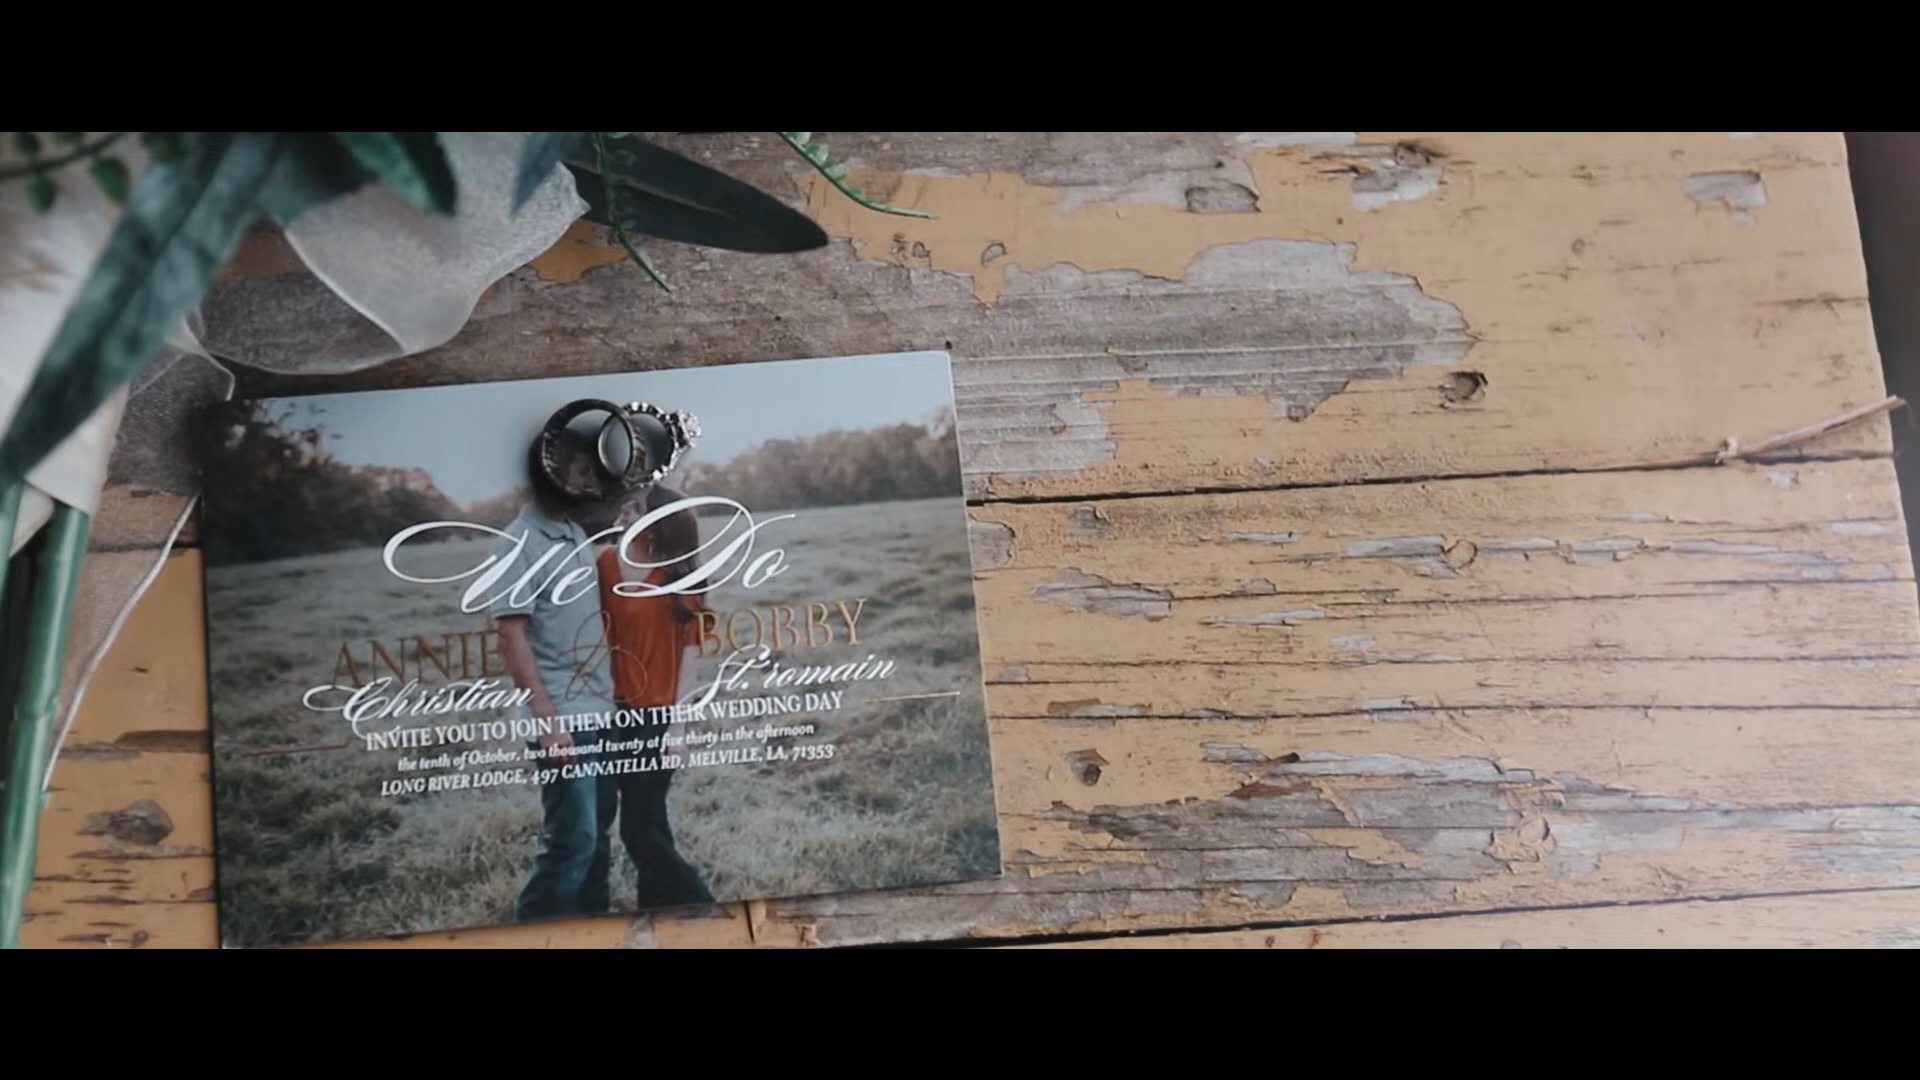 We Do
ANNIE & BOBBY
Christian St. romain
INVITE YOU TO JOIN THEM ON THEIR WEDDING DAY
the tenth of October, two thousand twenty at five thirty in the afternoon
LONG RIVER LODGE, 497 CANNATELLA RD, MELVILLE, LA, 71353